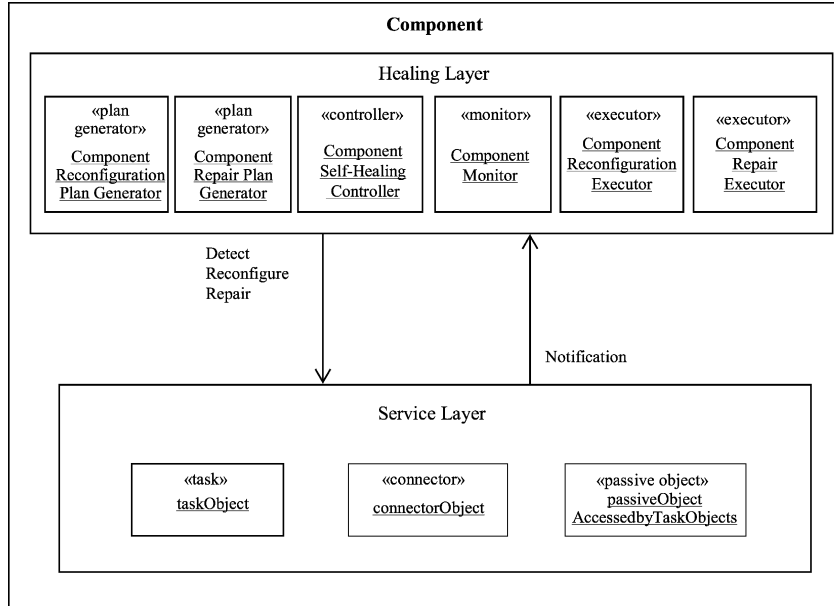 Component
Healing Layer
«plan
generator»
Component
Reconfiguration
Plan Generator
«plan
generator»
Component
Repair Plan
Generator
«controller»
Component
Self-Healing
Controller
«monitor»
Component
Monitor
«executor»
Component
Reconfiguration
Executor
«executor»
Component
Repair
Executor
Detect
Reconfigure
Repair
Notification
Service Layer
«task»
taskObject
«connector»
connectorObject
«passive object»
passiveObject
AccessedbyTaskObjects